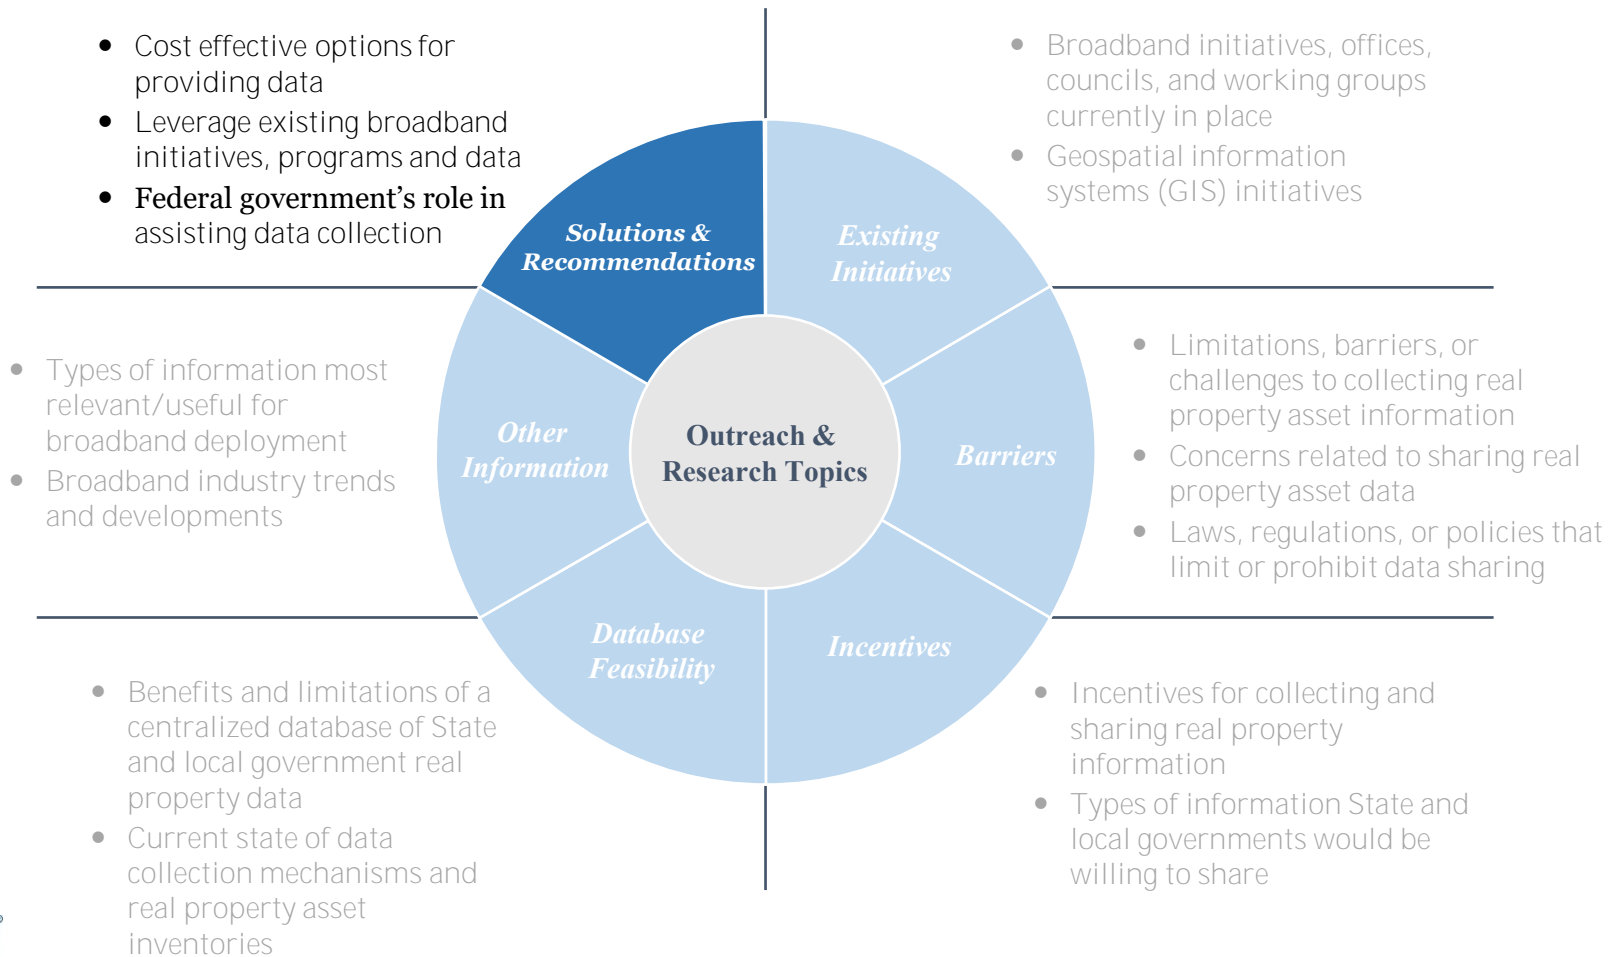 • Cost effective options for
providing data
• Leverage existing broadband
initiatives, programs and data
• Federal government’s role in
assisting data collection
• Broadband initiatives, offices,
councils, and working groups
currently in place
• Geospatial information
systems (GIS) initiatives
Solutions &
Recommendations
Existing
Initiatives
• Types of information most
relevant/useful for
broadband deployment
• Broadband industry trends
and developments
Other
Information
Outreach &
Research Topics
Barriers
• Limitations, barriers, or
challenges to collecting real
property asset information
• Concerns related to sharing real
property asset data
• Laws, regulations, or policies that
limit or prohibit data sharing
Database
Feasibility
Incentives
• Benefits and limitations of a
centralized database of State
and local government real
property data
• Current state of data
collection mechanisms and
real property asset
inventories
• Incentives for collecting and
sharing real property
information
• Types of information State and
local governments would be
willing to share
®